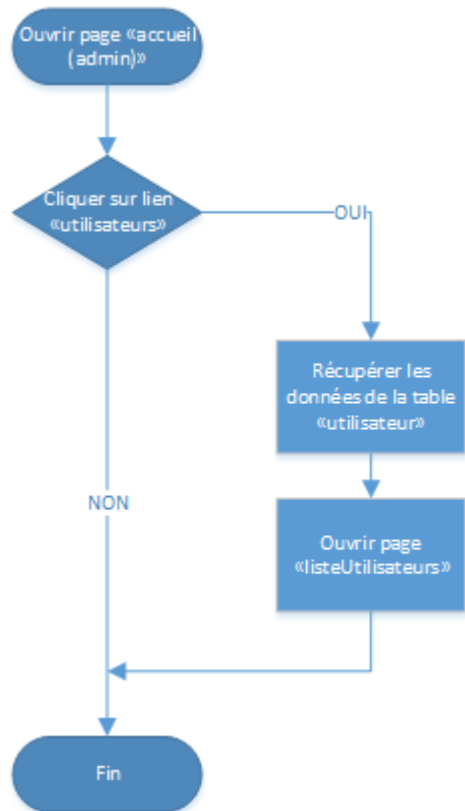 Ouvrir page «accueil
(admin)»
Cliquer sur lien
«utilisateurs»
OUI
Récupérer les
données de la table
«utilisateur»
NON
Ouvrir page
«listeUtilisateurs»
Fin